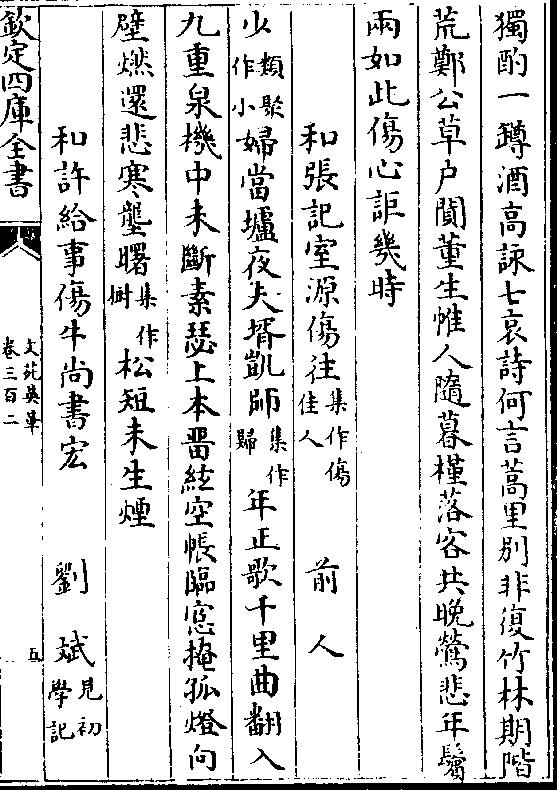 獨酌一罇酒高詠七哀詩何言蒿里别非復竹林期階
荒鄭公草户闃董生帷人隨暮槿落客共晚鶯悲年鬢
兩如此傷心詎幾時
和張記室源傷往集作傷佳人 前人
少類聚作小婦當壚夜夫壻凱師集作歸年正歌千里曲翻入
九重泉機中未斷素瑟上本留絃空帳臨窓掩孤燈向
壁燃還悲寒壟曙集作樹松短未生煙
和許給事傷牛尚書宏 劉斌見初學記
欽定四庫全書
文苑英華
卷三百二
五